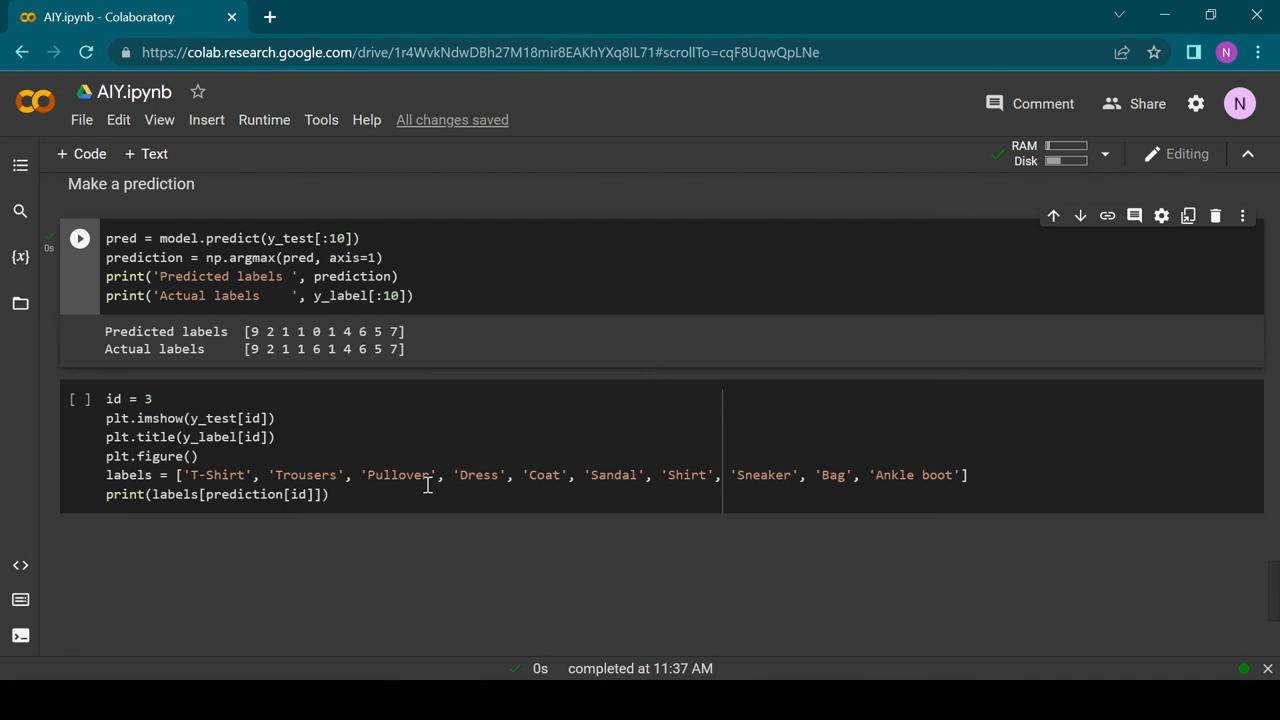 AIY.ipynb - Colaboratory
https://colab.research.google.com/drive/1r4WvkNdwDBh27M18mir8EAKhYXq8IL71#scrollTo=cqF8UqwQpLNe
N
AIY.ipynb
Comment
Share
N
File Edit View Insert Runtime Tools Help All changes saved
+ Code + Text
RAM
Disk
Editing
Make a prediction
0s
pred = model.predict(y_test[:10])
prediction = np.argmax(pred, axis=1)
print('Predicted labels ', prediction)
print('Actual labels    ', y_label[:10])
Predicted labels  [9 2 1 1 0 1 4 6 5 7]
Actual labels     [9 2 1 1 6 1 4 6 5 7]
[ ] id = 3
plt.imshow(y_test[id])
plt.title(y_label[id])
plt.figure()
labels = ['T-Shirt', 'Trousers', 'Pullover', 'Dress', 'Coat', 'Sandal', 'Shirt', 'Sneaker', 'Bag', 'Ankle boot']
print(labels[prediction[id]])
0s completed at 11:37 AM